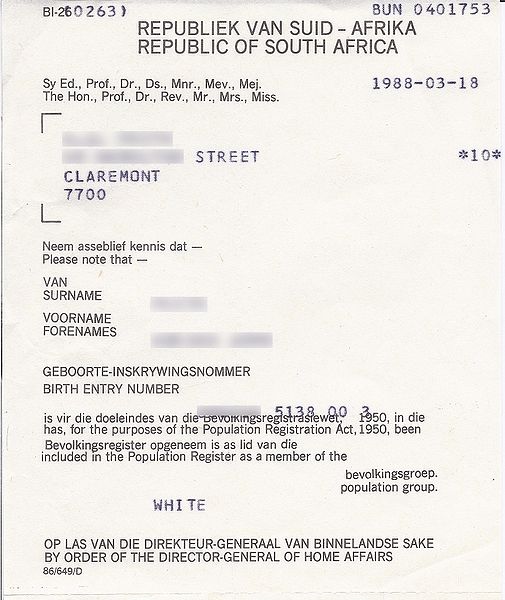 BI-260263) BUN 0401753
REPUBLIEK VAN SUID – AFRIKA
REPUBLIC OF SOUTH AFRICA
Sy Ed., Prof., Dr., Ds., Mnr., Mev., Mej.
The Hon., Prof., Dr., Rev., Mr., Mrs., Miss.
1988-03-18
STREET *10*
CLAREMONT
7700
Neem asseblief kennis dat —
Please note that —
VAN
SURNAME
VOORNAME
FORENAMES
GEBOORTE-INSKRYWINGSNOMMER
BIRTH ENTRY NUMBER
5138 00 3
is vir die doeleindes van die Bevolkingsregistrasiewet, 1950, in die
has, for the purposes of the Population Registration Act, 1950, been
Bevolkingsregister opgeneem is as lid van die
included in the Population Register as a member of the
bevolkingsgroep.
population group.
WHITE
OP LAS VAN DIE DIREKTEUR-GENERAAL VAN BINNELANDSE SAKE
BY ORDER OF THE DIRECTOR-GENERAL OF HOME AFFAIRS
86/649/D